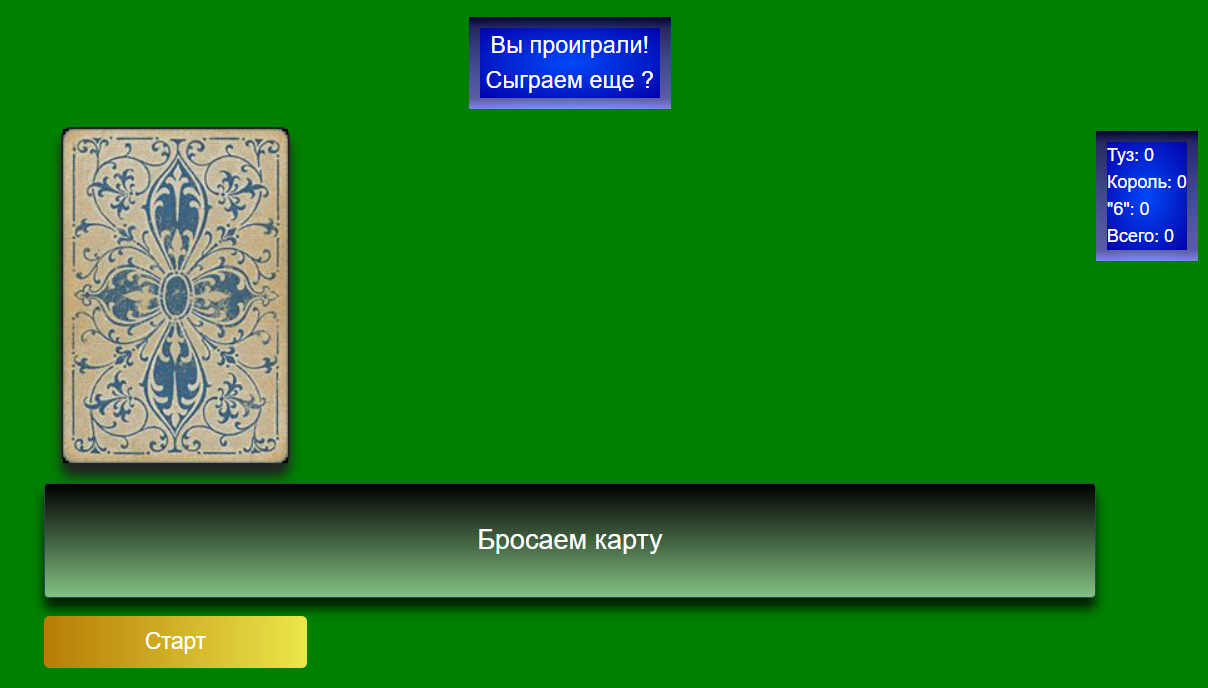 Вы проиграли!
Сыграем еще ?
Туз: 0
Король: 0
"6": 0
Всего: 0
Бросаем карту
Старт